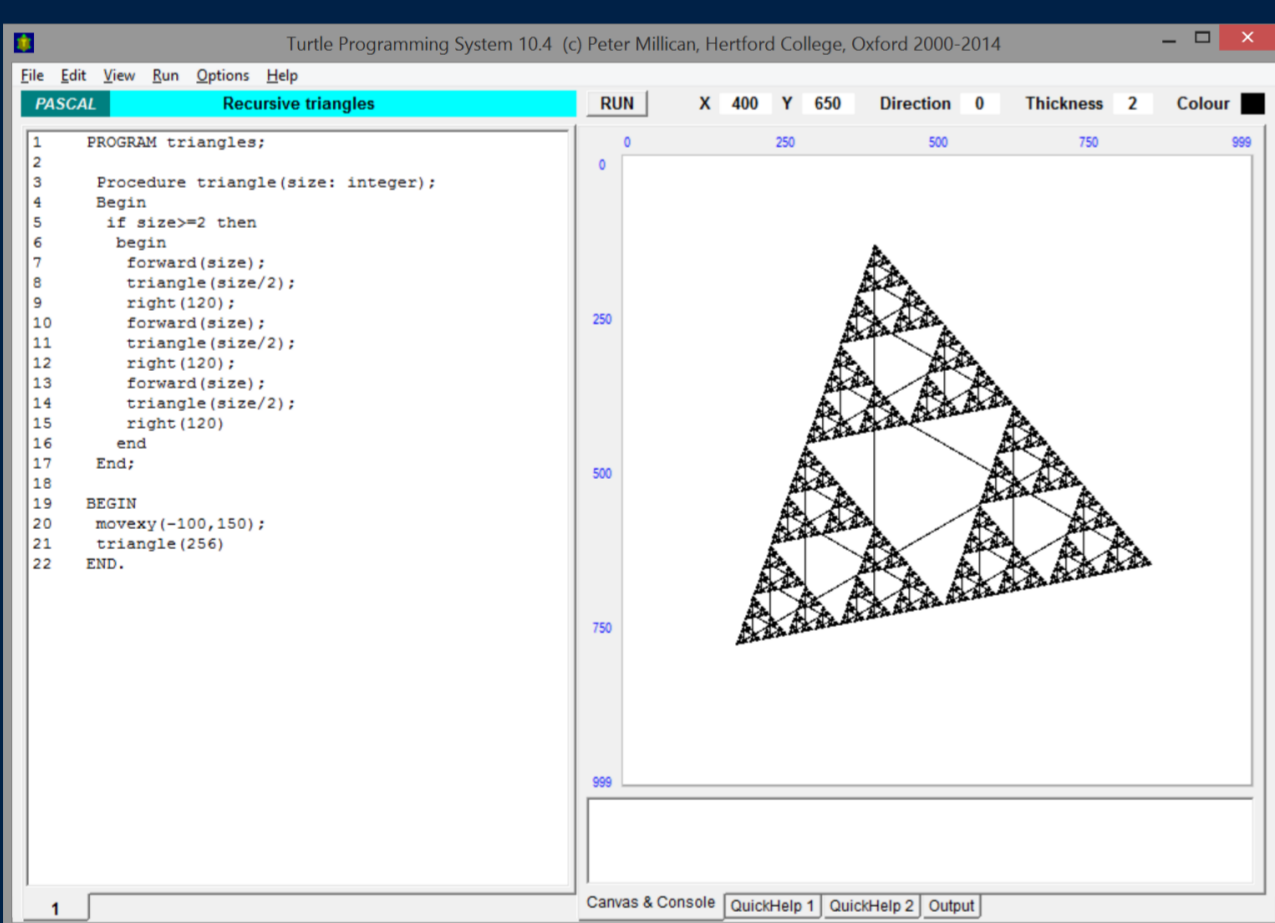 Turtle Programming System 10.4 (c) Peter Millican, Hertford College, Oxford 2000-2014
File Edit View Run Options Help
PASCAL Recursive triangles RUN X 400 Y 650 Direction 0 Thickness 2 Colour
1 PROGRAM triangles;
2
3 Procedure triangle(size: integer);
4 Begin
5 if size>=2 then
6 begin
7 forward(size);
8 triangle(size/2);
9 right(120);
10 forward(size);
11 triangle(size/2);
12 right(120);
13 forward(size);
14 triangle(size/2);
15 right(120)
16 end
17 End;
18
19 BEGIN
20 movexy(-100,150);
21 triangle(256)
22 END.
1
0 250 500 750 999
0
250
500
750
999
Canvas & Console QuickHelp 1 QuickHelp 2 Output